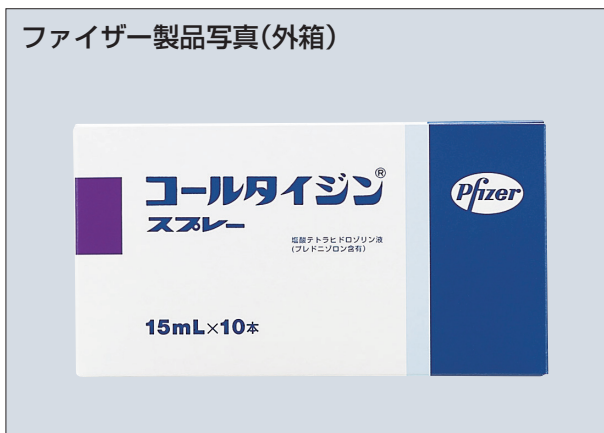 ファイザー製品写真(外箱)
コールタイジン®
スプレー
塩酸テトラヒドロゾリン液
(プレドニゾロン含有)
15mL×10本
Pfizer